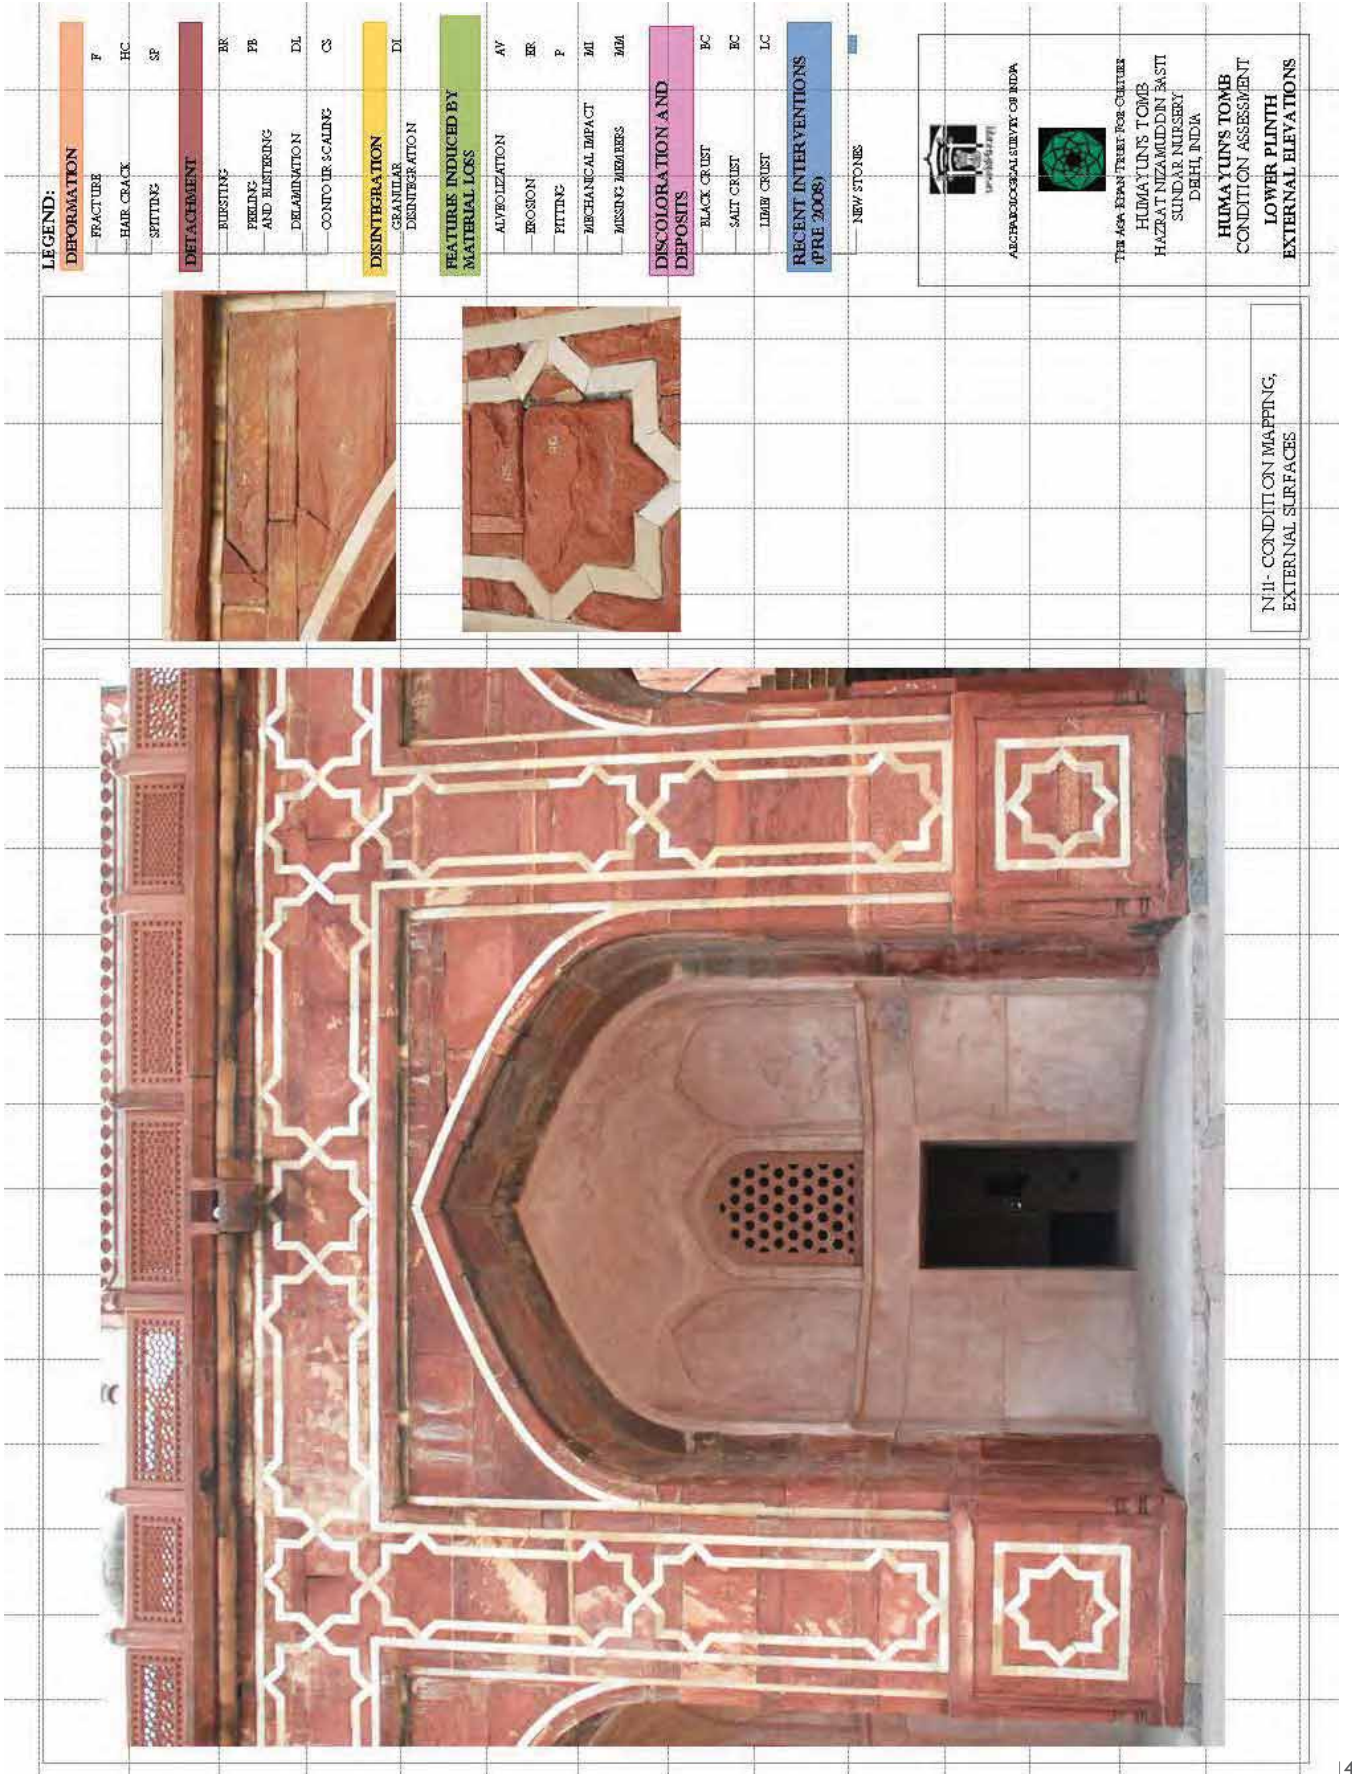 LEGEND:
DEFORMATION
FRACTURE F
HAIR CRACK HC
SPITTING SP
DETACHMENT
BURSTING BR
PEELING PB
AND BLISTERING
DELAMINATION DL
CONTOUR SCALING CS
DISINTEGRATION
GRANULAR DI
DISINTEGRATION
FEATURES INDUCED BY
MATERIAL LOSS
ALVEOLIZATION AV
EROSION ER
PITTING P
MECHANICAL IMPACT MI
MISSING MEMBERS MM
DISCOLORATION AND
DEPOSITS
BLACK CRUST BC
SALT CRUST EC
LIME CRUST LC
RECENT INTERVENTIONS
(PRE 2008)
NEW STONES
ARCHAEOLOGICAL SURVEY OF INDIA
THE AGA KHAN TRUST FOR CULTURE
HUMAYUN'S TOMB
HAZRAT NIZAMUDDIN BASTI
SUNDAR NURSERY
DELHI, INDIA
HUMAYUN'S TOMB
CONDITION ASSESSMENT
LOWER PLINTH
EXTERNAL ELEVATIONS
N11- CONDITION MAPPING,
EXTERNAL SURFACES